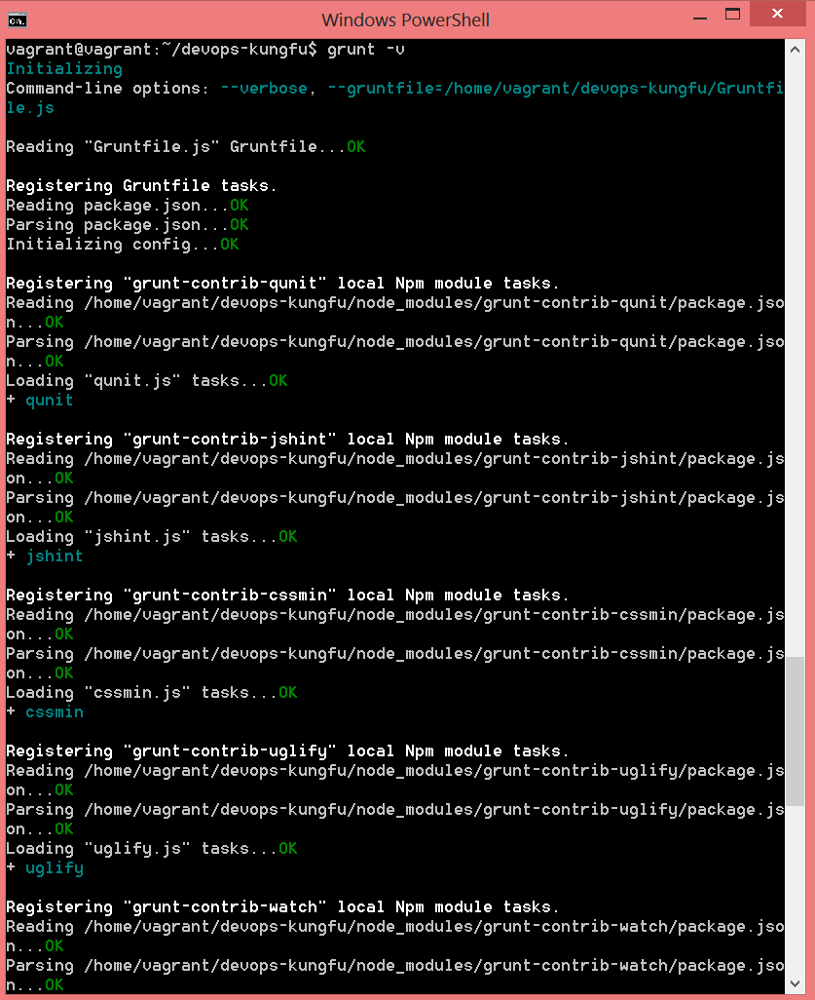 Windows PowerShell
vagrant@vagrant:~/devops-kungfu$ grunt -v
Initializing
Command-line options: --verbose, --gruntfile=/home/vagrant/devops-kungfu/Gruntfi
le.js
Reading "Gruntfile.js" Gruntfile...OK
Registering Gruntfile tasks.
Reading package.json...OK
Parsing package.json...OK
Initializing config...OK
Registering "grunt-contrib-qunit" local Npm module tasks.
Reading /home/vagrant/devops-kungfu/node_modules/grunt-contrib-qunit/package.jso
n...OK
Parsing /home/vagrant/devops-kungfu/node_modules/grunt-contrib-qunit/package.jso
n...OK
Loading "qunit.js" tasks...OK
+ qunit
Registering "grunt-contrib-jshint" local Npm module tasks.
Reading /home/vagrant/devops-kungfu/node_modules/grunt-contrib-jshint/package.js
on...OK
Parsing /home/vagrant/devops-kungfu/node_modules/grunt-contrib-jshint/package.js
on...OK
Loading "jshint.js" tasks...OK
+ jshint
Registering "grunt-contrib-cssmin" local Npm module tasks.
Reading /home/vagrant/devops-kungfu/node_modules/grunt-contrib-cssmin/package.js
on...OK
Parsing /home/vagrant/devops-kungfu/node_modules/grunt-contrib-cssmin/package.js
on...OK
Loading "cssmin.js" tasks...OK
+ cssmin
Registering "grunt-contrib-uglify" local Npm module tasks.
Reading /home/vagrant/devops-kungfu/node_modules/grunt-contrib-uglify/package.js
on...OK
Parsing /home/vagrant/devops-kungfu/node_modules/grunt-contrib-uglify/package.js
on...OK
Loading "uglify.js" tasks...OK
+ uglify
Registering "grunt-contrib-watch" local Npm module tasks.
Reading /home/vagrant/devops-kungfu/node_modules/grunt-contrib-watch/package.jso
n...OK
Parsing /home/vagrant/devops-kungfu/node_modules/grunt-contrib-watch/package.jso
n...OK